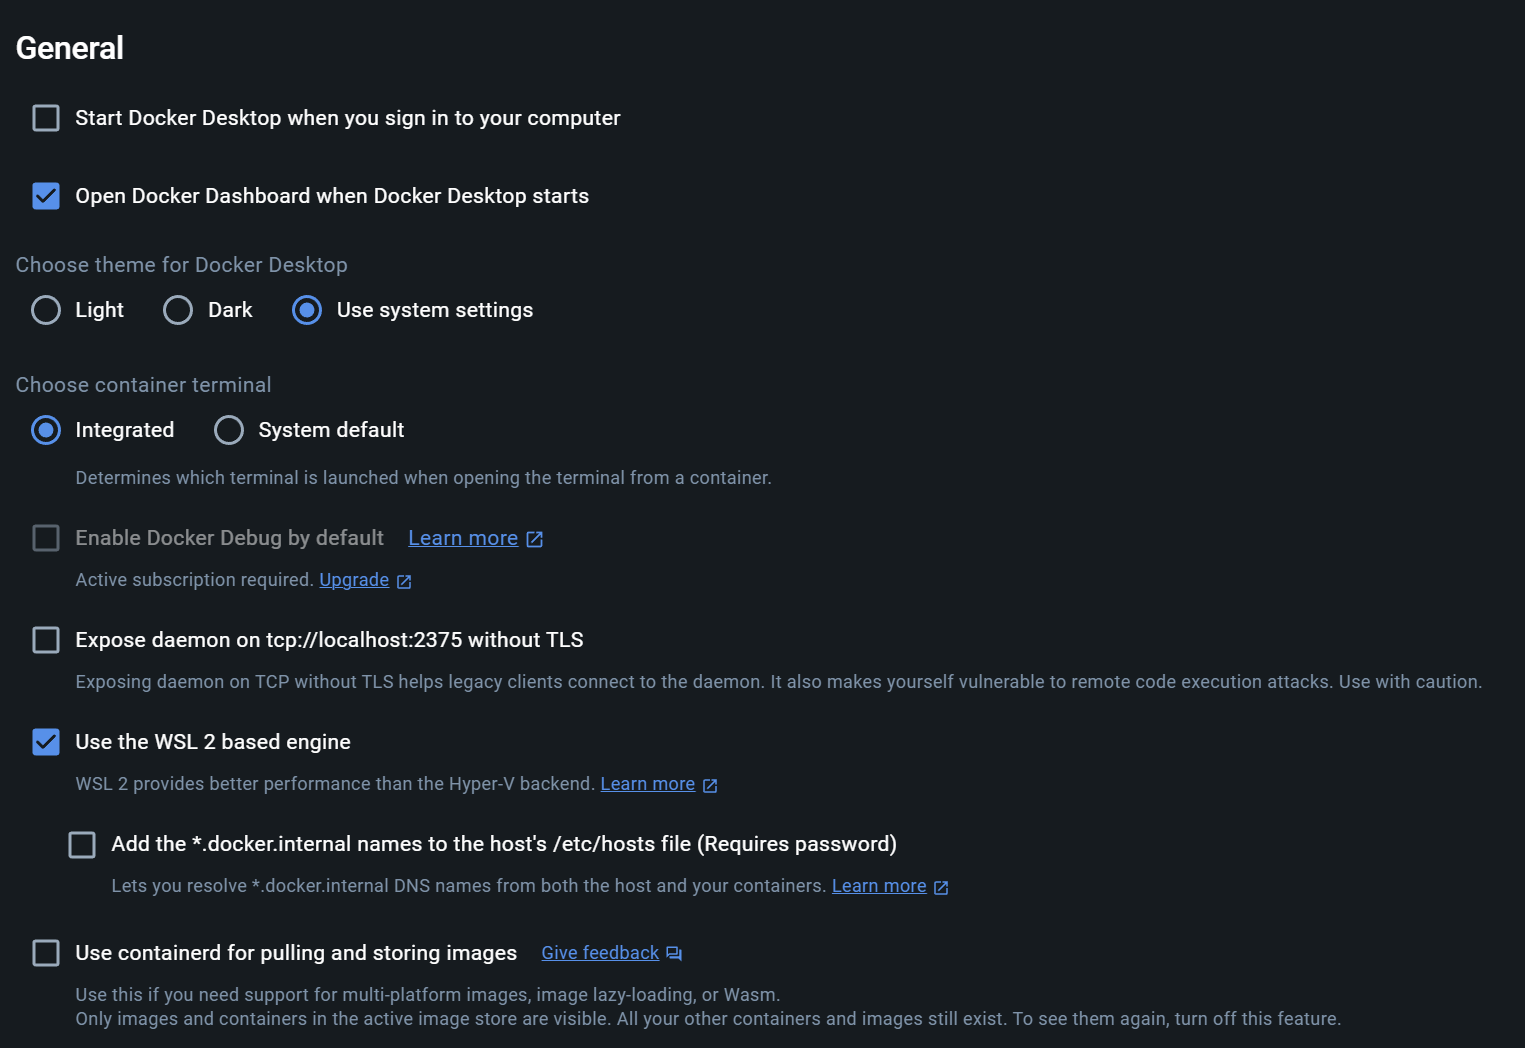 General
Start Docker Desktop when you sign in to your computer
Open Docker Dashboard when Docker Desktop starts
Choose theme for Docker Desktop
Light Dark Use system settings
Choose container terminal
Integrated System default
Determines which terminal is launched when opening the terminal from a container.
Enable Docker Debug by default Learn more
Active subscription required. Upgrade
Expose daemon on tcp://localhost:2375 without TLS
Exposing daemon on TCP without TLS helps legacy clients connect to the daemon. It also makes yourself vulnerable to remote code execution attacks. Use with caution.
Use the WSL 2 based engine
WSL 2 provides better performance than the Hyper-V backend. Learn more
Add the *.docker.internal names to the host's /etc/hosts file (Requires password)
Lets you resolve *.docker.internal DNS names from both the host and your containers. Learn more
Use containerd for pulling and storing images Give feedback
Use this if you need support for multi-platform images, image lazy-loading, or Wasm.
Only images and containers in the active image store are visible. All your other containers and images still exist. To see them again, turn off this feature.